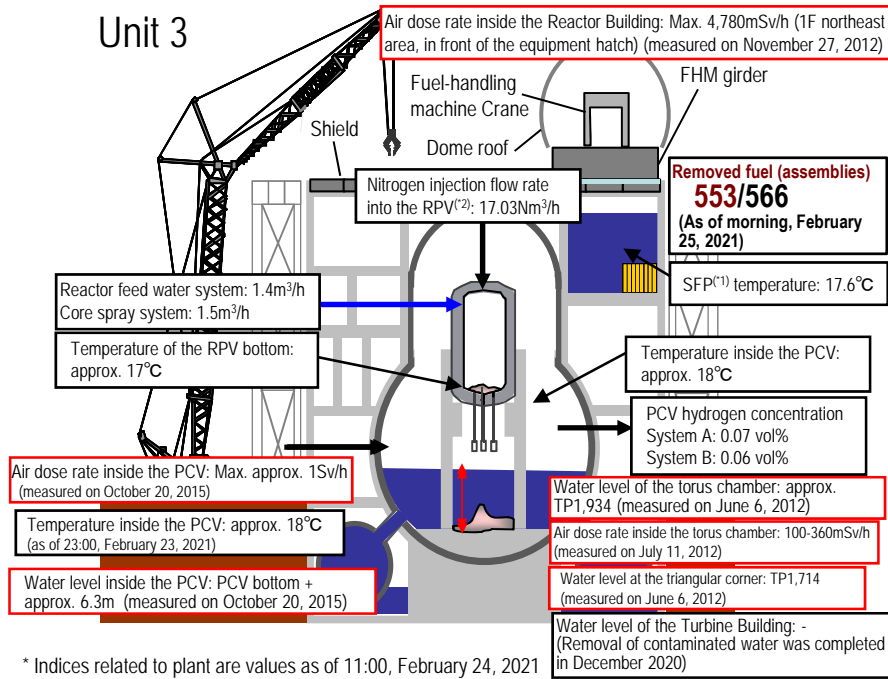 Unit 3
Air dose rate inside the Reactor Building: Max. 4,780mSv/h (1F northeast
area, in front of the equipment hatch) (measured on November 27, 2012)
FHM girder
Fuel-handling
machine Crane
Shield
Dome roof
Nitrogen injection flow rate
into the RPV(*2): 17.03Nm3/h
Removed fuel (assemblies)
553/566
(As of morning, February
25, 2021)
SFP(*1) temperature: 17.6℃
Reactor feed water system: 1.4m3/h
Core spray system: 1.5m3/h
Temperature of the RPV bottom:
approx. 17℃
Temperature inside the PCV:
approx. 18℃
PCV hydrogen concentration
System A: 0.07 vol%
System B: 0.06 vol%
Air dose rate inside the PCV: Max. approx. 1Sv/h
(measured on October 20, 2015)
Water level of the torus chamber: approx.
TP1,934 (measured on June 6, 2012)
Temperature inside the PCV: approx. 18℃
(as of 23:00, February 23, 2021)
Air dose rate inside the torus chamber: 100-360mSv/h
(measured on July 11, 2012)
Water level inside the PCV: PCV bottom +
approx. 6.3m (measured on October 20, 2015)
Water level at the triangular corner: TP1,714
(measured on June 6, 2012)
Water level of the Turbine Building: -
(Removal of contaminated water was completed
in December 2020)
* Indices related to plant are values as of 11:00, February 24, 2021